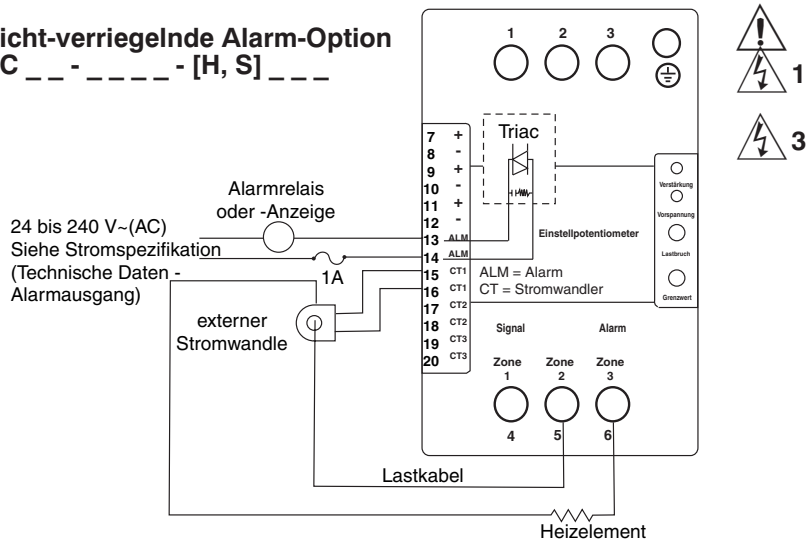 icht-verriegelnde Alarm-Option
C _ _ - _ _ _ _ - [H, S] _ _ _
1 2 3
1
3
7 +
8 -
9 +
10 -
11 +
12 -
13 ALM
14 ALM
15 CT1
16 CT1
17 CT2
18 CT2
19 CT3
20 CT3
Triac
Verstärkung
Vorspannung
Lastbruch
Grenzwert
Einstellpotentiometer
ALM = Alarm
CT = Stromwandler
Alarmrelais
oder -Anzeige
24 bis 240 V~(AC)
Siehe Stromspezifikation
(Technische Daten -
Alarmausgang)
1A
externer
Stromwandle
Signal Alarm
Zone Zone Zone
1 2 3
4 5 6
Lastkabel
Heizelement